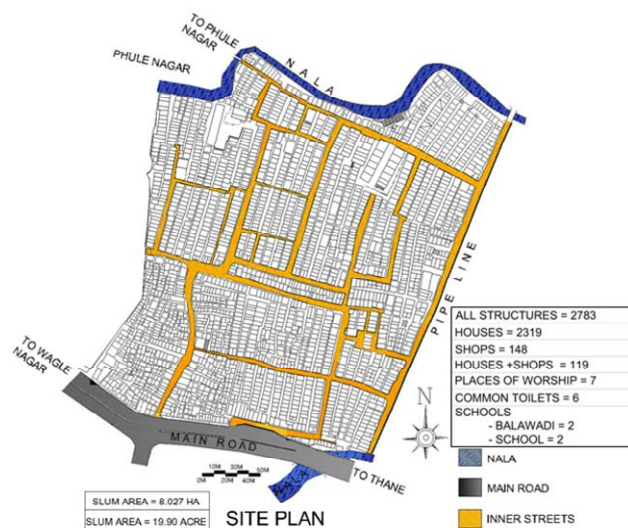 TO PHULE
NAGAR
PHULE NAGAR
NALA
PIPE LINE
ALL STRUCTURES = 2783
HOUSES = 2319
SHOPS = 148
HOUSES +SHOPS = 119
PLACES OF WORSHIP = 7
COMMON TOILETS = 6
SCHOOLS
- BALAWADI = 2
- SCHOOL = 2
TO WAGLE
NAGAR
N
MAIN ROAD
NALA
10M 30M 50M
0M 20M 40M
TO THANE
NALA
MAIN ROAD
INNER STREETS
SLUM AREA = 8.027 HA.
SLUM AREA = 19.90 ACRE
SITE PLAN